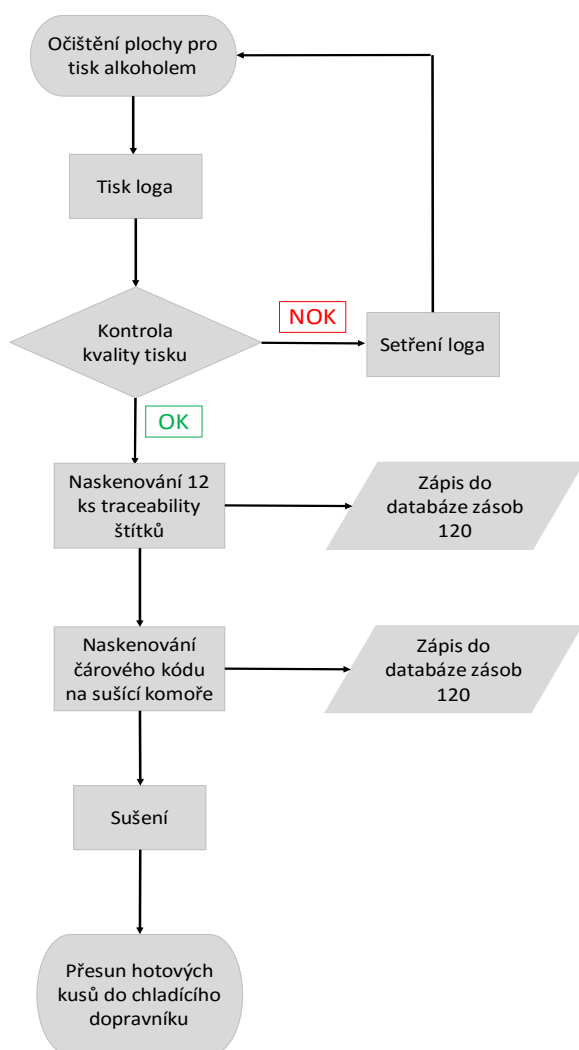 Očištění plochy pro
tisk alkoholem
Tisk loga
Kontrola
kvality tisku
NOK
Setření loga
OK
Naskenování 12
ks traceability
štítků
Zápis do
databáze zásob
120
Naskenování
čárového kódu
na sušící komoře
Zápis do
databáze zásob
120
Sušení
Přesun hotových
kusů do chladícího
dopravníku